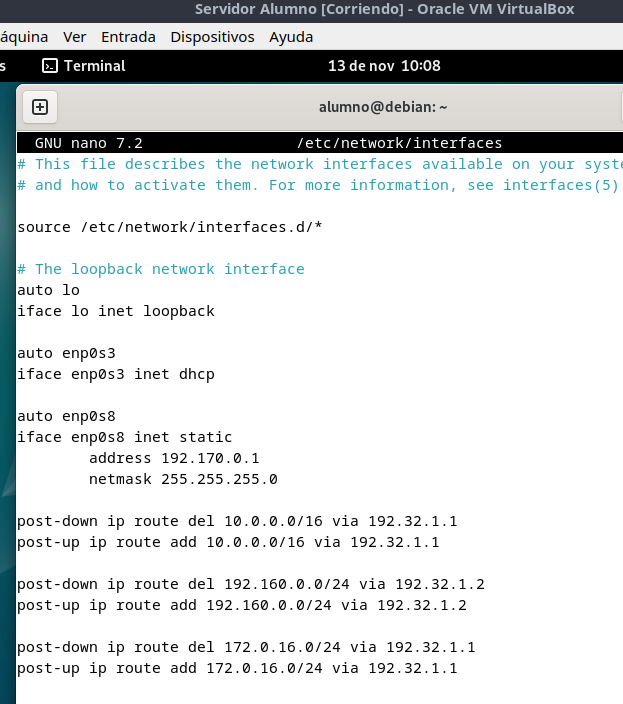 Servidor Alumno [Corriendo] - Oracle VM VirtualBox
áquina Ver Entrada Dispositivos Ayuda
s Terminal 13 de nov 10:08
alumno@debian: ~
GNU nano 7.2 /etc/network/interfaces
# This file describes the network interfaces available on your syste
# and how to activate them. For more information, see interfaces(5)
source /etc/network/interfaces.d/*
# The loopback network interface
auto lo
iface lo inet loopback
auto enp0s3
iface enp0s3 inet dhcp
auto enp0s8
iface enp0s8 inet static
address 192.170.0.1
netmask 255.255.255.0
post-down ip route del 10.0.0.0/16 via 192.32.1.1
post-up ip route add 10.0.0.0/16 via 192.32.1.1
post-down ip route del 192.160.0.0/24 via 192.32.1.2
post-up ip route add 192.160.0.0/24 via 192.32.1.2
post-down ip route del 172.0.16.0/24 via 192.32.1.1
post-up ip route add 172.0.16.0/24 via 192.32.1.1